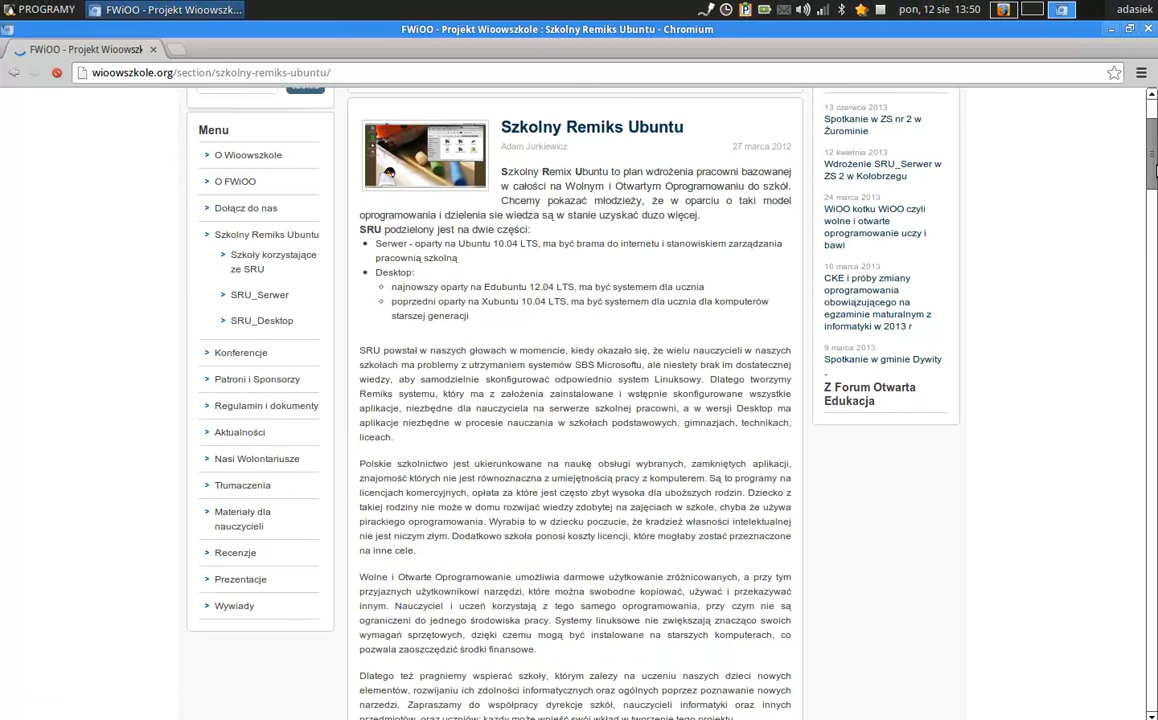 PROGRAMY
FWiOO - Projekt Wioowszk...
pon, 12 sie 13:50
adasiek
FWiOO - Projekt Wioowszkole : Szkolny Remiks Ubuntu - Chromium
FWiOO - Projekt Wioowszk
wioowszkole.org/section/szkolny-remiks-ubuntu/
Menu
O Wioowszkole
O FWiOO
Dołącz do nas
Szkolny Remiks Ubuntu
Szkoły korzystające
ze SRU
SRU_Serwer
SRU_Desktop
Konferencje
Patroni i Sponsorzy
Regulamin i dokumenty
Aktualności
Nasi Wolontariusze
Tłumaczenia
Materiały dla
nauczycieli
Recenzje
Prezentacje
Wywiady
Szkolny Remiks Ubuntu
Adam Jurkiewicz 27 marca 2012
Szkolny Remix Ubuntu to plan wdrożenia pracowni bazowanej
w całości na Wolnym i Otwartym Oprogramowaniu do szkół.
Chcemy pokazać młodzieży, że w oparciu o taki model
oprogramowania i dzielenia sie wiedza są w stanie uzyskać duzo więcej.
SRU podzielony jest na dwie części:
Serwer - oparty na Ubuntu 10.04 LTS, ma być brama do internetu i stanowiskiem zarządzania
pracownią szkolną
Desktop:
najnowszy oparty na Edubuntu 12.04 LTS, ma być systemem dla ucznia
poprzedni oparty na Xubuntu 10.04 LTS, ma być systemem dla ucznia dla komputerów
starszej generacji
SRU powstał w naszych głowach w momencie, kiedy okazało się, że wielu nauczycieli w naszych
szkołach ma problemy z utrzymaniem systemów SBS Microsoftu, ale niestety brak im dostatecznej
wiedzy, aby samodzielnie skonfigurować odpowiednio system Linuksowy. Dlatego tworzymy
Remiks systemu, który ma z założenia zainstalowane i wstępnie skonfigurowane wszystkie
aplikacje, niezbędne dla nauczyciela na serwerze szkolnej pracowni, a w wersji Desktop ma
aplikacje niezbędne w procesie nauczania w szkołach podstawowych, gimnazjach, technikach,
liceach.
Polskie szkolnictwo jest ukierunkowane na naukę obsługi wybranych, zamkniętych aplikacji,
znajomość których nie jest równoznaczna z umiejętnością pracy z komputerem. Są to programy na
licencjach komercyjnych, opłata za które jest często zbyt wysoka dla uboższych rodzin. Dziecko z
takiej rodziny nie może w domu rozwijać wiedzy zdobytej na zajęciach w szkole, chyba że używa
pirackiego oprogramowania. Wyrabia to w dziecku poczucie, że kradzież własności intelektualnej
nie jest niczym złym. Dodatkowo szkoła ponosi koszty licencji, które mogłaby zostać przeznaczone
na inne cele.
Wolne i Otwarte Oprogramowanie umożliwia darmowe użytkowanie zróżnicowanych, a przy tym
przyjaznych użytkownikowi narzędzi, które można swobodne kopiować, używać i przekazywać
innym. Nauczyciel i uczeń korzystają z tego samego oprogramowania, przy czym nie są
ograniczeni do jednego środowiska pracy. Systemy linuksowe nie zwiększają znacząco swoich
wymagań sprzętowych, dzięki czemu mogą być instalowane na starszych komputerach, co
pozwala zaoszczędzić środki finansowe.
Dlatego też pragniemy wspierać szkoły, którym zależy na uczeniu naszych dzieci nowych
elementów, rozwijaniu ich zdolności informatycznych oraz ogólnych poprzez poznawanie nowych
narzedzi. Zapraszamy do współpracy dyrekcje szkół, nauczycieli informatyki oraz innych
przedmiotów, oraz uczniów: kazdy może wnieść swój wkład w tworzenie tego projektu.
13 czerwca 2013
Spotkanie w ZS nr 2 w
Żurominie
12 kwietnia 2013
Wdrożenie SRU_Serwer w
ZS 2 w Kołobrzegu
24 marca 2013
WiOO kotku WiOO czyli
wolne i otwarte
oprogramowanie uczy i
bawi
10 marca 2013
CKE i próby zmiany
oprogramowania
obowiązującego na
egzaminie maturalnym z
informatyki w 2013 r
9 marca 2013
Spotkanie w gminie Dywity
-
Z Forum Otwarta
Edukacja